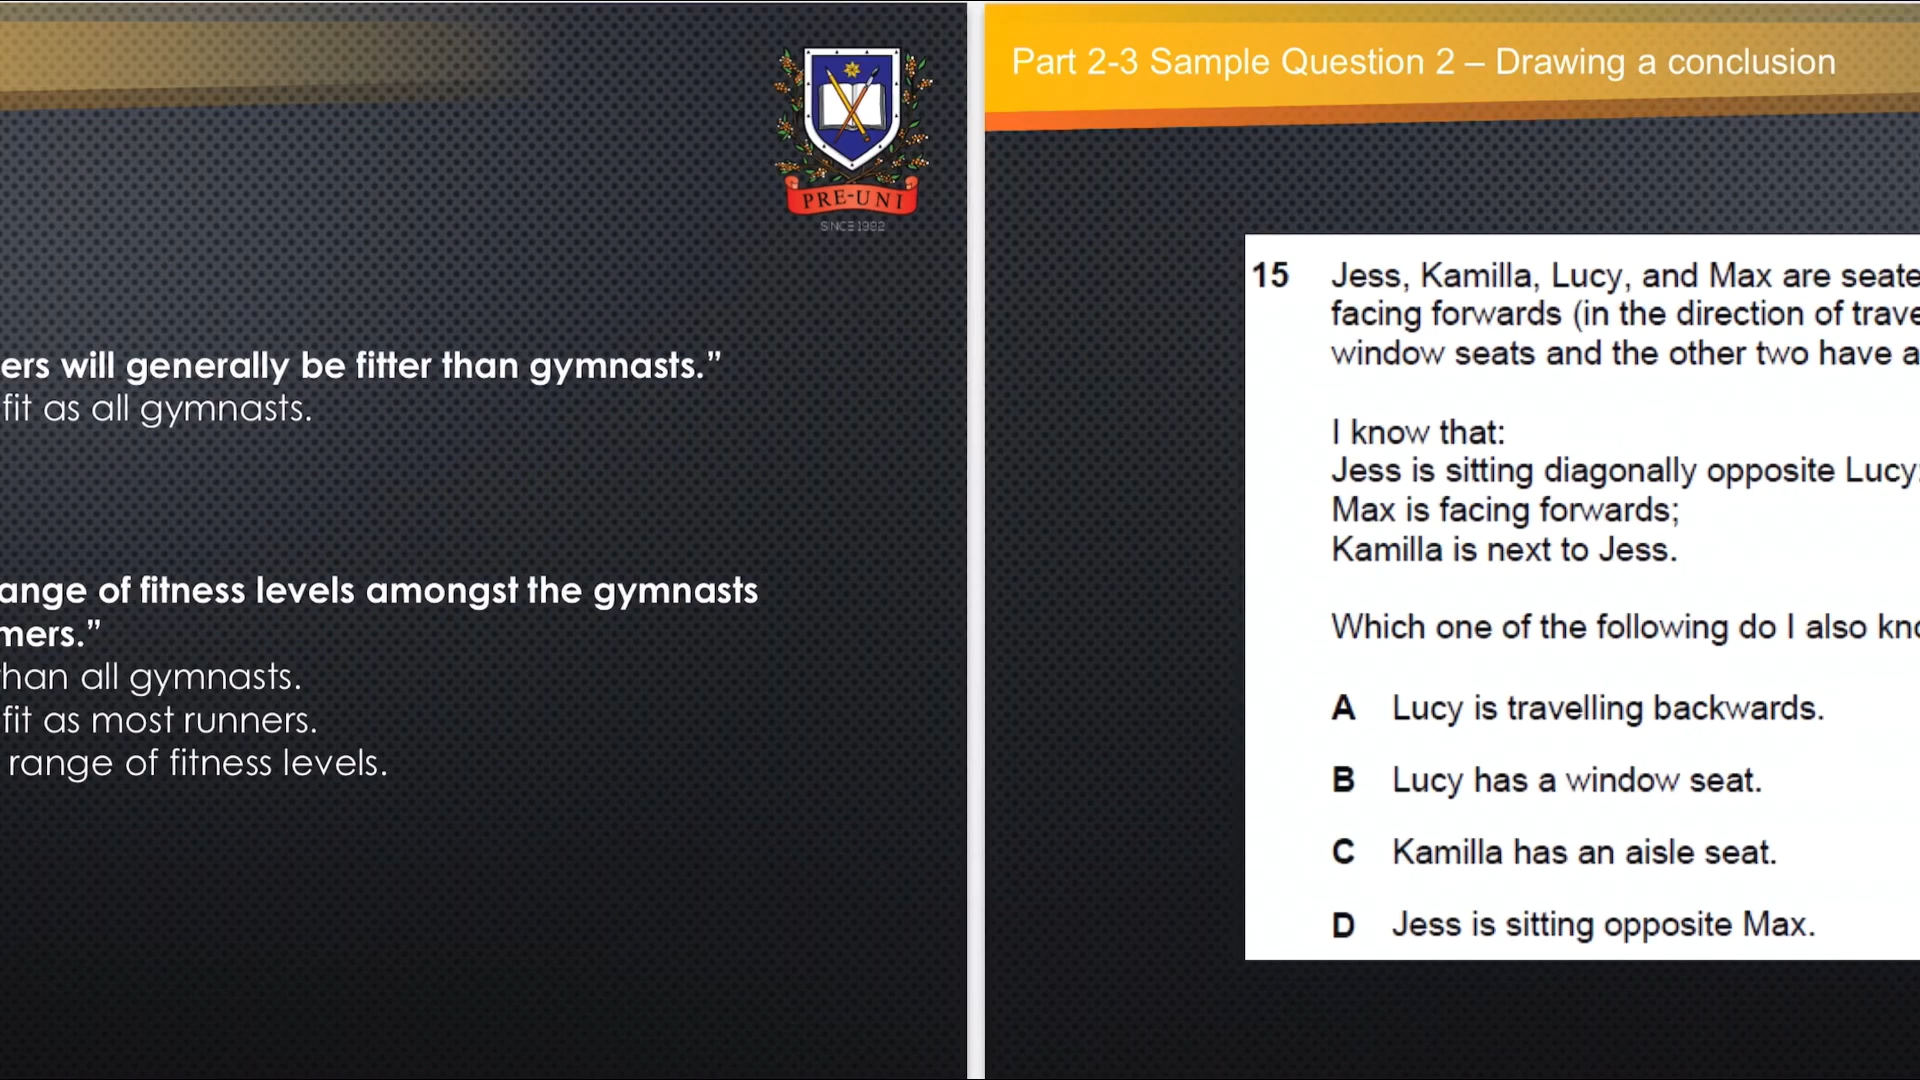 PRE-UNI
SINCE 1992
ers will generally be fitter than gymnasts.”
fit as all gymnasts.
ange of fitness levels amongst the gymnasts
mers.”
han all gymnasts.
fit as most runners.
range of fitness levels.
Part 2-3 Sample Question 2 – Drawing a conclusion
15 Jess, Kamilla, Lucy, and Max are seate
facing forwards (in the direction of trave
window seats and the other two have a
I know that:
Jess is sitting diagonally opposite Lucy;
Max is facing forwards;
Kamilla is next to Jess.
Which one of the following do I also kno
A Lucy is travelling backwards.
B Lucy has a window seat.
C Kamilla has an aisle seat.
D Jess is sitting opposite Max.